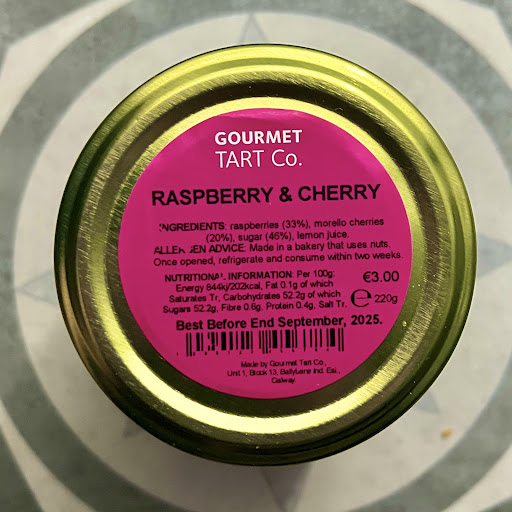 GOURMET
TART Co.
RASPBERRY & CHERRY
INGREDIENTS: raspberries (33%), morello cherries
(20%), sugar (46%), lemon juice.
ALLERGEN ADVICE: Made in a bakery that uses nuts.
Once opened, refrigerate and consume within two weeks.
NUTRITIONAL INFORMATION: Per 100g:
Energy 844kj/202kcal, Fat 0.1g of which
Saturates Tr, Carbohydrates 52.2g of which
Sugars 52.2g, Fibre 0.6g. Protein 0.4g, Salt Tr.
€3.00
℮ 220g
Best Before End September, 2025.
Made by Gourmet Tart Co.,
Unit 1, Block 13, Ballybane Ind. Est.,
Galway.